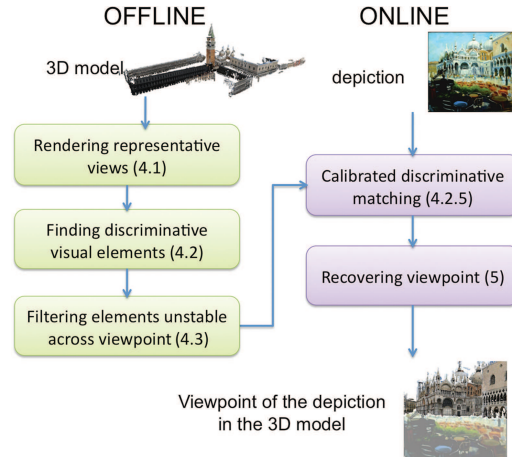 OFFLINE
3D model
Rendering representative
views (4.1)
Finding discriminative
visual elements (4.2)
Filtering elements unstable
across viewpoint (4.3)
ONLINE
depiction
Calibrated discriminative
matching (4.2.5)
Recovering viewpoint (5)
Viewpoint of the depiction
in the 3D model